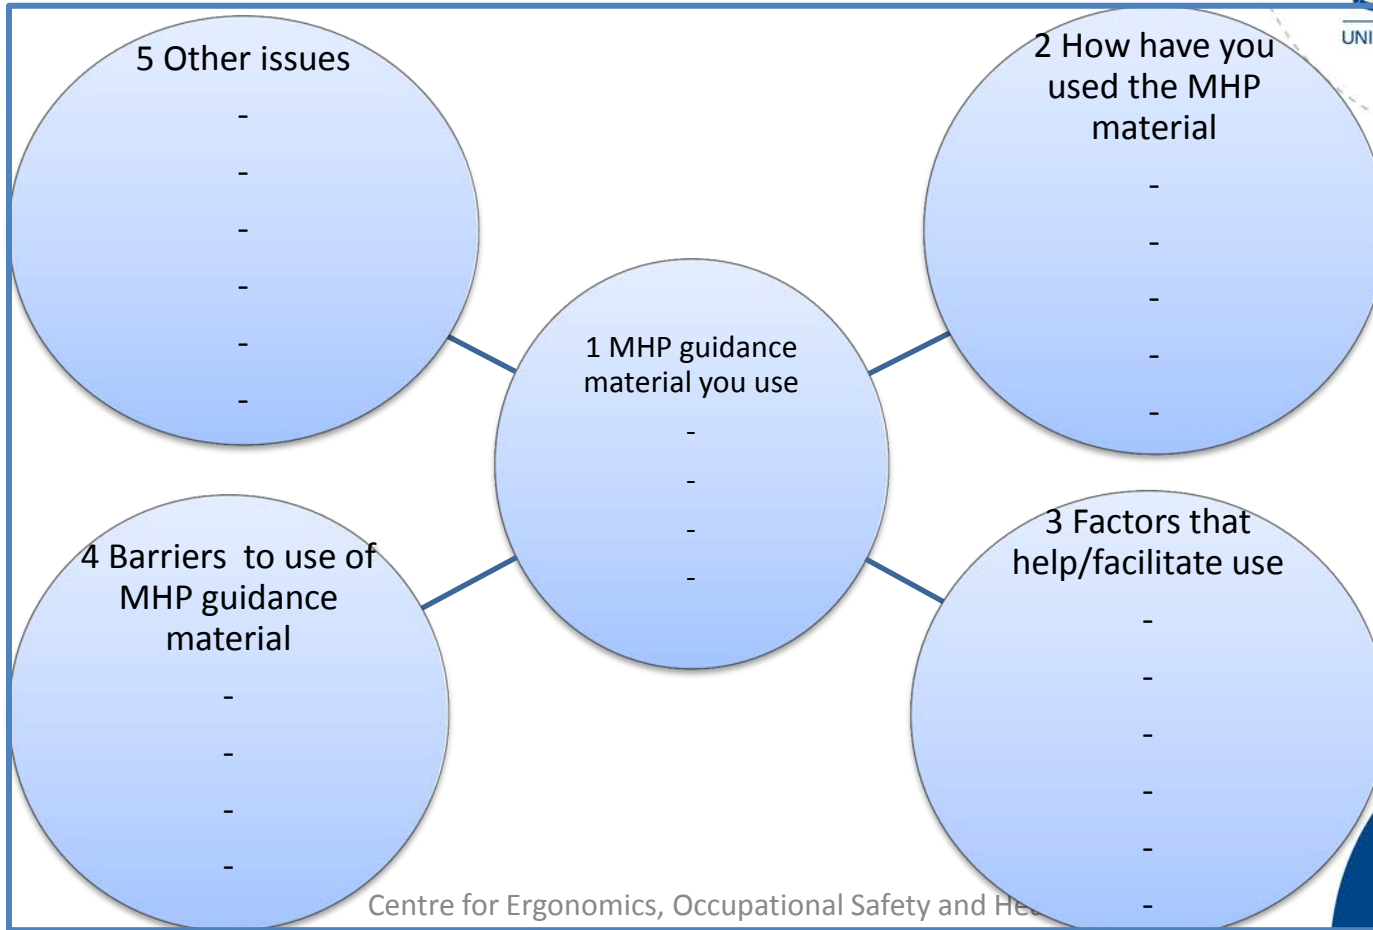 5 Other issues
-
-
-
-
-
-
2 How have you
used the MHP
material
-
-
-
-
-
1 MHP guidance
material you use
-
-
-
-
4 Barriers  to use of
MHP guidance
material
-
-
-
-
3 Factors that
help/facilitate use
-
-
-
-
-
-
Centre for Ergonomics, Occupational Safety and
UNI